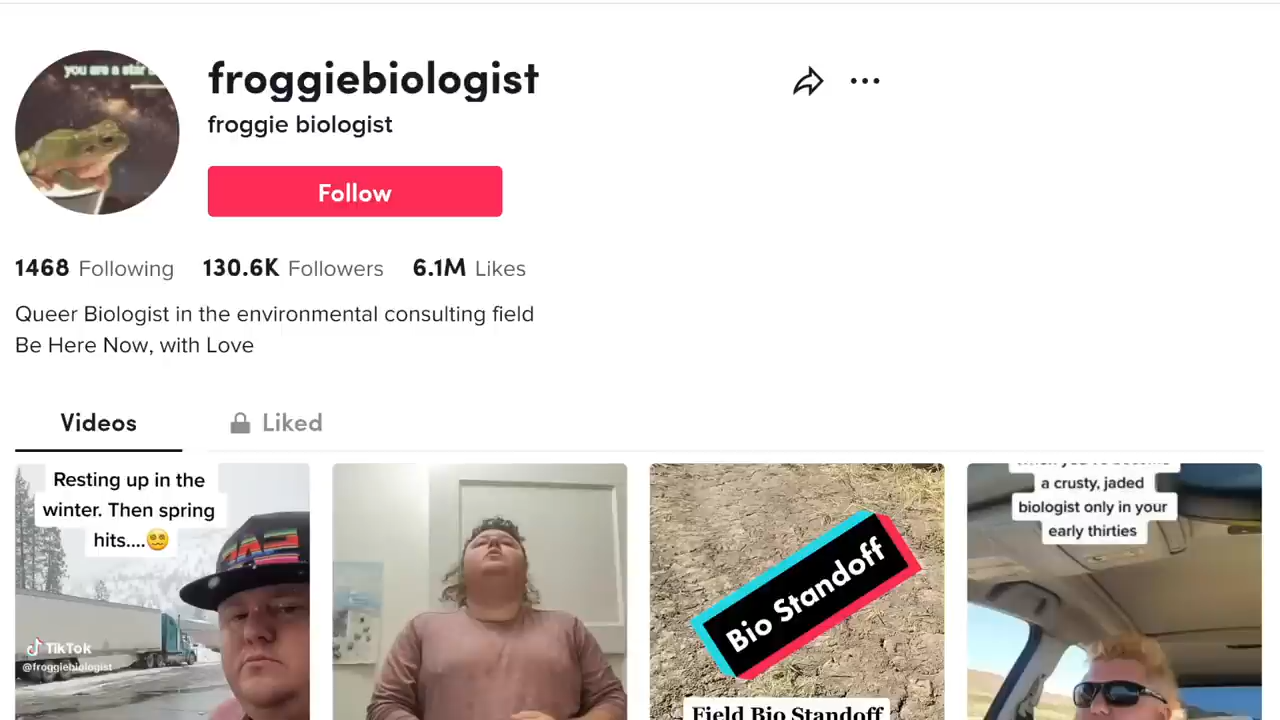 you are a star
froggiebiologist
froggie biologist
Follow
1468 Following 130.6K Followers 6.1M Likes
Queer Biologist in the environmental consulting field
Be Here Now, with Love
Videos Liked
Resting up in the
winter. Then spring
hits....😵‍💫
TikTok
@froggiebiologist
Bio Standoff
Field Bio Standoff
a crusty, jaded
biologist only in your
early thirties